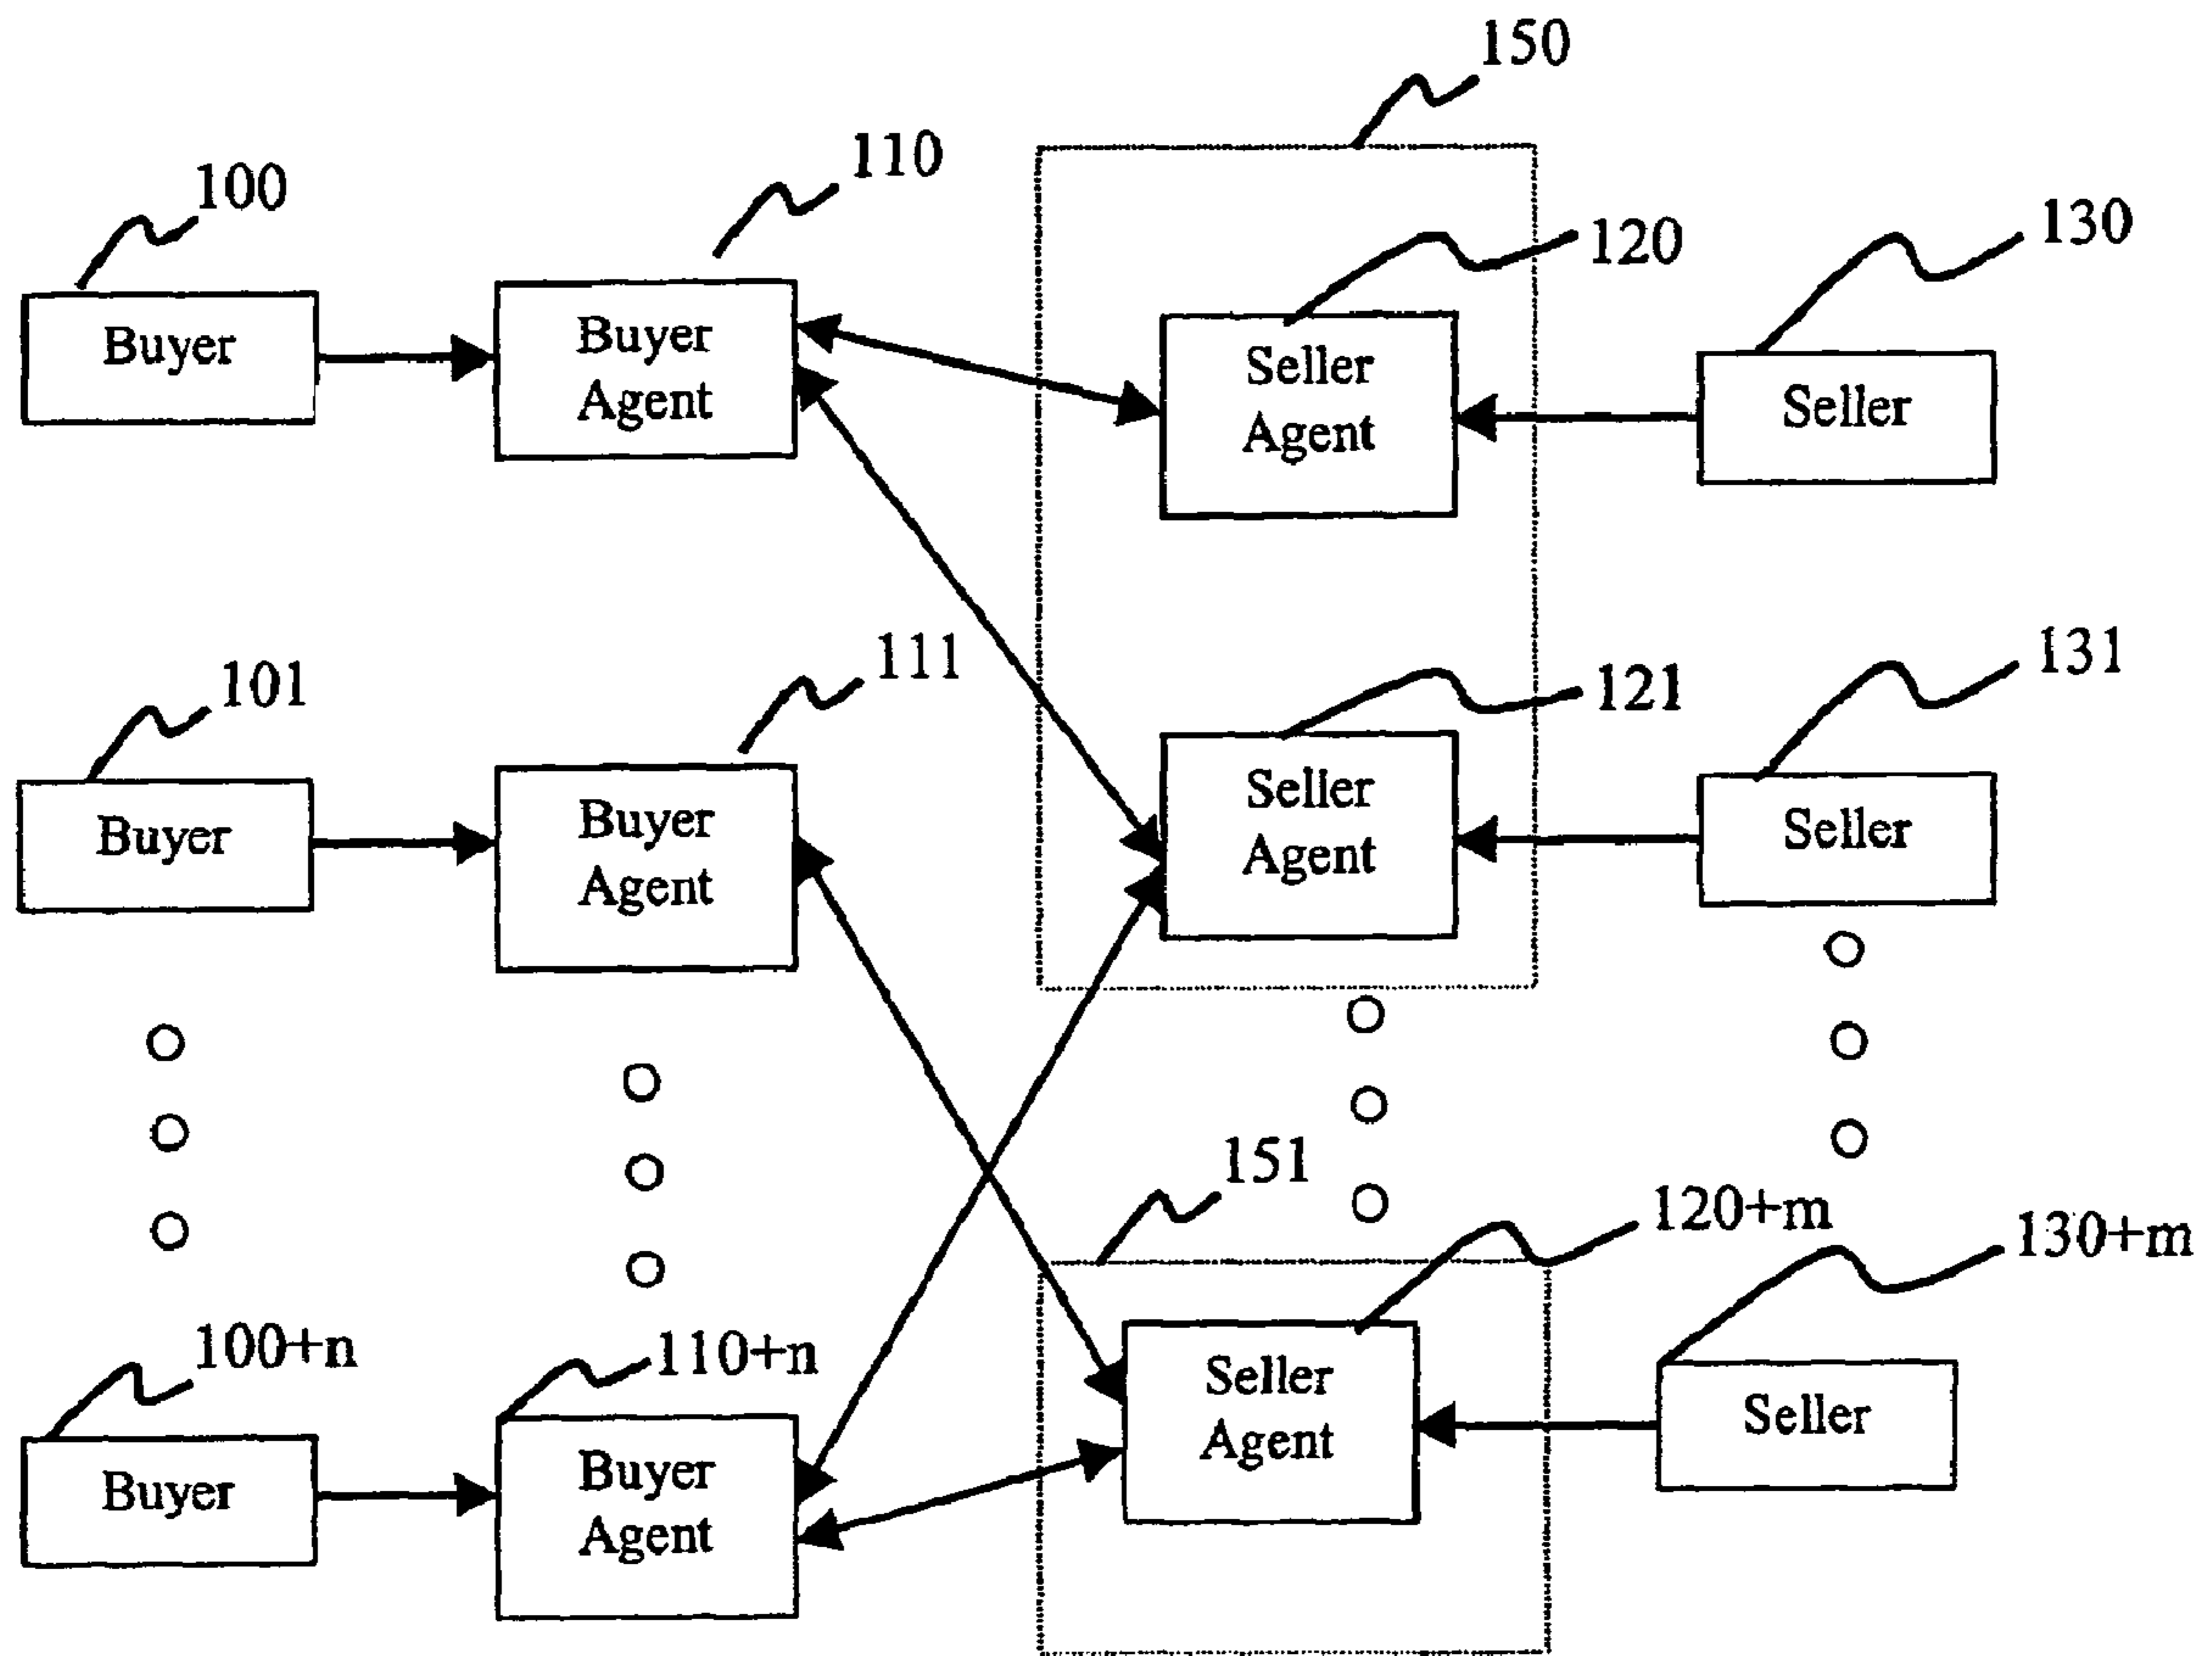 150
110
100
120
130
Buyer
Buyer
Agent
Seller
Agent
Seller
111
101
121
131
Buyer
Buyer
Agent
Seller
Agent
Seller
151
120+m
130+m
100+n
110+n
Buyer
Buyer
Agent
Seller
Agent
Seller